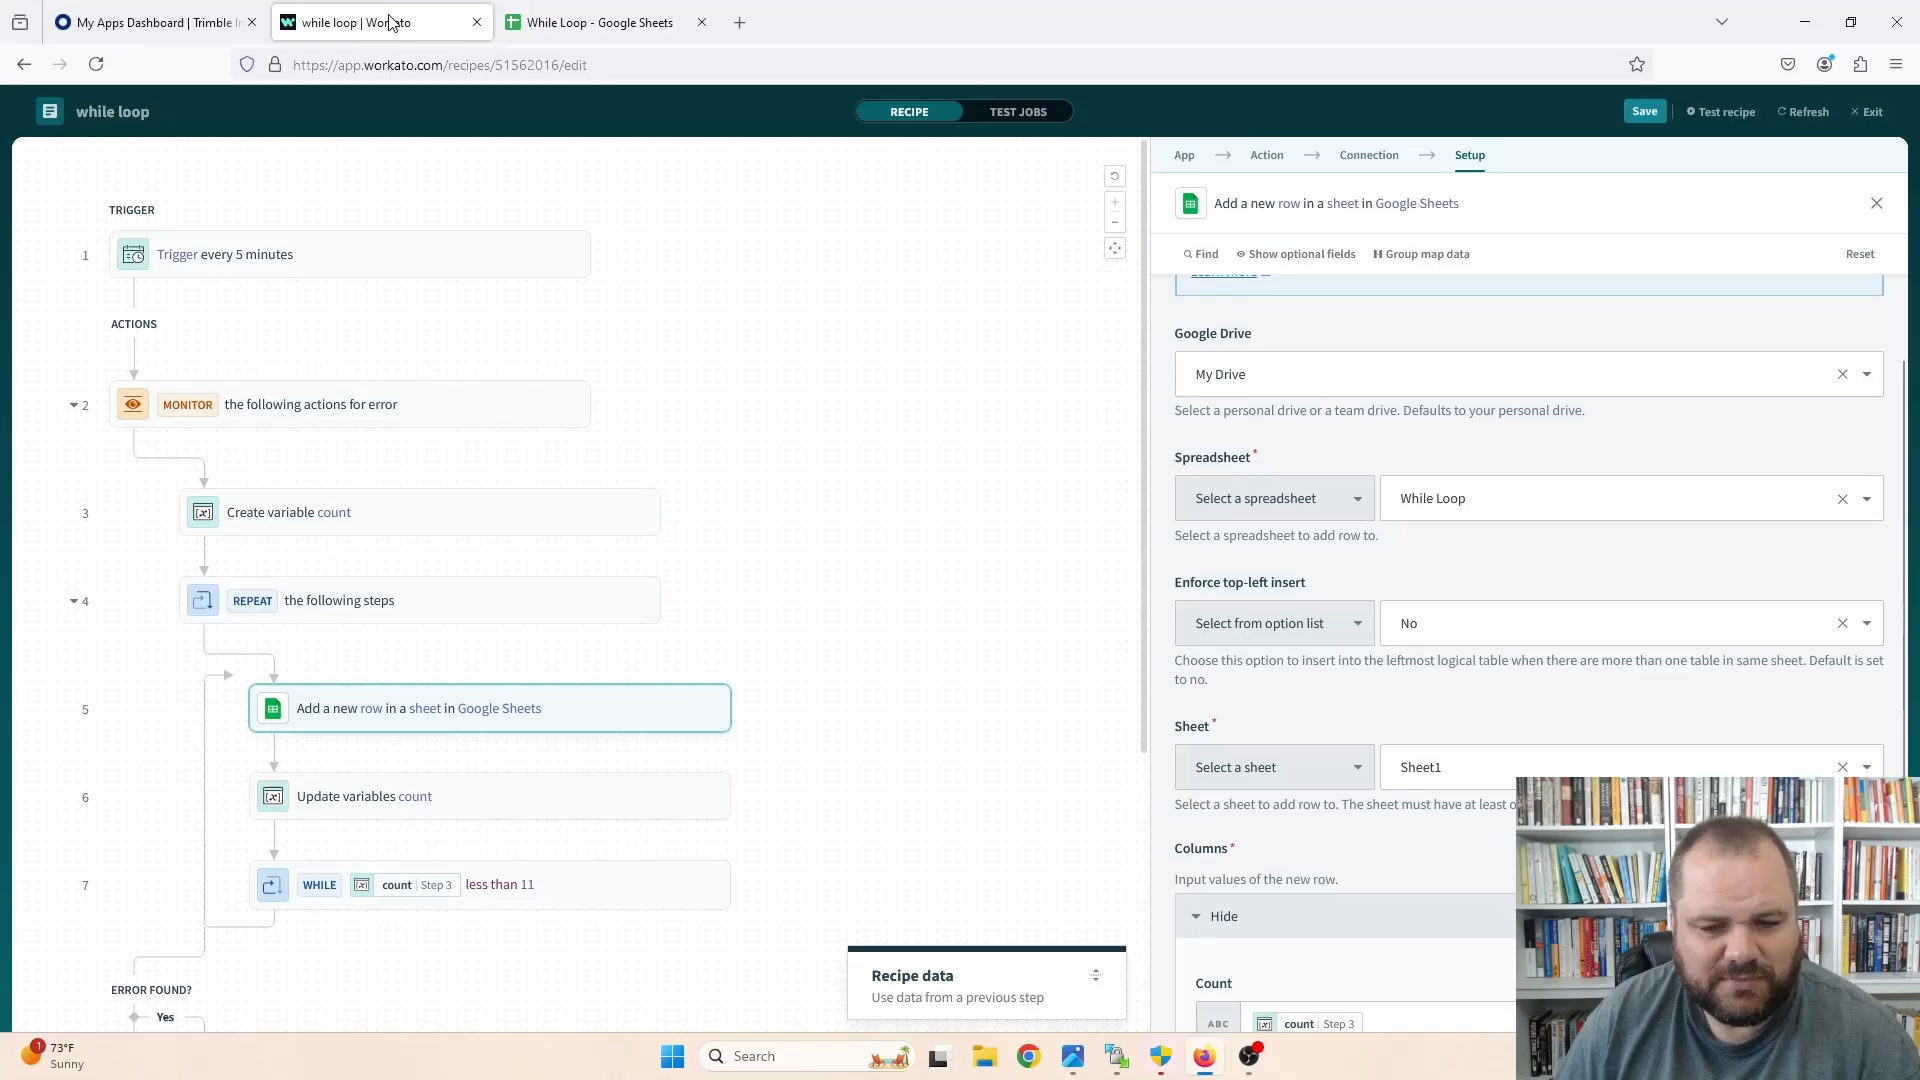 My Apps Dashboard | Trimble I
while loop | Workato
While Loop - Google Sheets
https://app.workato.com/recipes/51562016/edit
while loop
RECIPE
TEST JOBS
Save
Test recipe
Refresh
Exit
App
Action
Connection
Setup
TRIGGER
1
Trigger every 5 minutes
ACTIONS
2
MONITOR the following actions for error
3
Create variable count
4
REPEAT the following steps
5
Add a new row in a sheet in Google Sheets
6
Update variables count
7
WHILE count | Step 3 less than 11
ERROR FOUND?
Yes
Recipe data
Use data from a previous step
Add a new row in a sheet in Google Sheets
Find
Show optional fields
Group map data
Reset
Learn more
Google Drive
My Drive
Select a personal drive or a team drive. Defaults to your personal drive.
Spreadsheet*
Select a spreadsheet
While Loop
Select a spreadsheet to add row to.
Enforce top-left insert
Select from option list
No
Choose this option to insert into the leftmost logical table when there are more than one table in same sheet. Default is set
to no.
Sheet*
Select a sheet
Sheet1
Select a sheet to add row to. The sheet must have at least
Columns*
Input values of the new row.
Hide
Count
ABC
count | Step 3
1
73°F
Sunny
Search